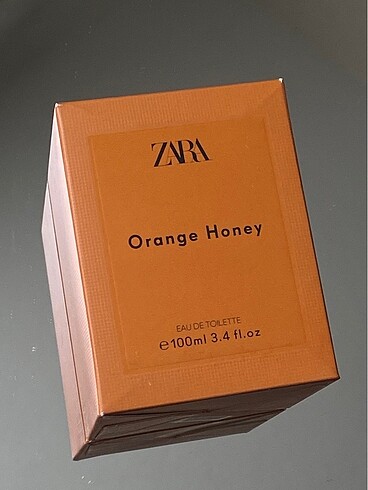 ZARA
Orange Honey
EAU DE TOILETTE
℮100ml 3.4 fl.oz